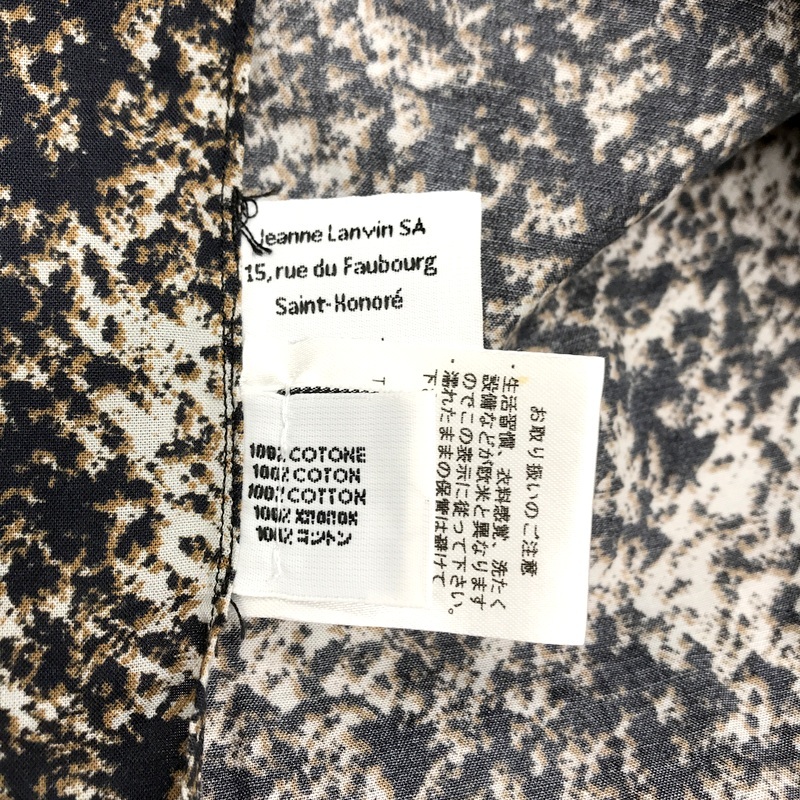 Jeanne Lanvin SA
15, rue du Faubourg
Saint-Honoré
100% COTONE
100% COTON
100% COTTON
100% ХЛОПОК
100% コットン
お取り扱いのご注意
・生活習慣、衣料感覚、洗たく
設備などが欧米と異なります
のでこの表示に従って下さい。
濡れたままの保管は避けて
下